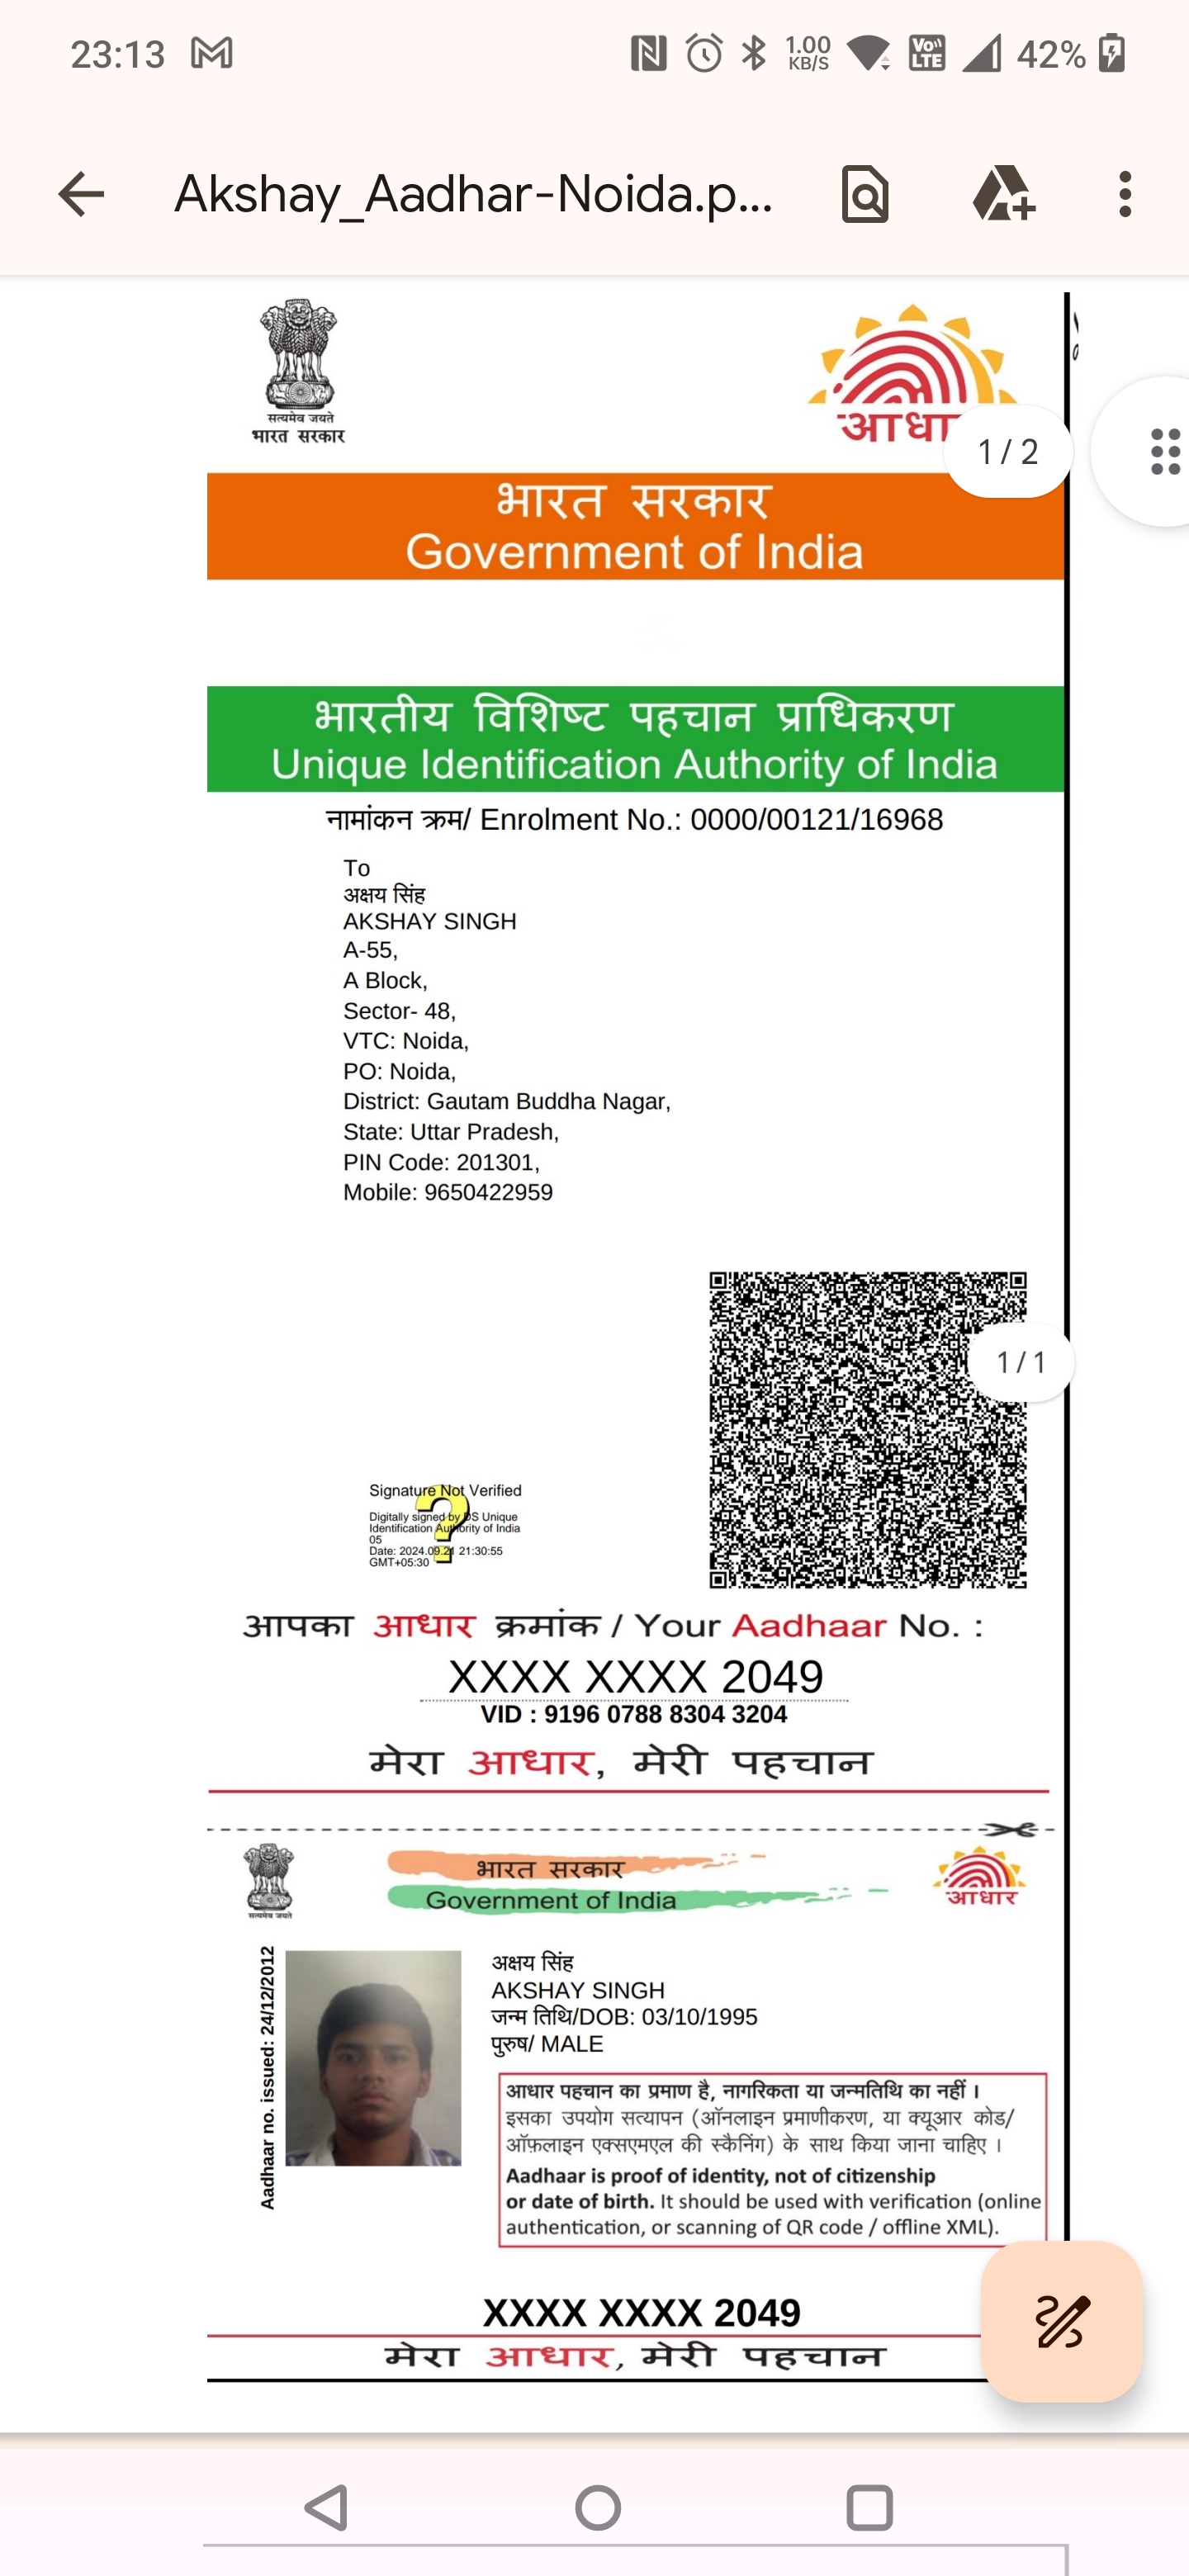 23:13
1.00
KB/S
Vo))
LTE
42%
Akshay_Aadhar-Noida.p...
सत्यमेव जयते
भारत सरकार
1 / 2
भारत सरकार
Government of India
भारतीय विशिष्ट पहचान प्राधिकरण
Unique Identification Authority of India
नामांकन क्रम/ Enrolment No.: 0000/00121/16968
To
अक्षय सिंह
AKSHAY SINGH
A-55,
A Block,
Sector- 48,
VTC: Noida,
PO: Noida,
District: Gautam Buddha Nagar,
State: Uttar Pradesh,
PIN Code: 201301,
Mobile: 9650422959
1 / 1
Signature Not Verified
Digitally signed by DS Unique
Identification Authority of India
05
Date: 2024.09.21 21:30:55
GMT+05:30
आपका आधार क्रमांक / Your Aadhaar No. :
XXXX XXXX 2049
VID : 9196 0788 8304 3204
मेरा आधार, मेरी पहचान
भारत सरकार
Government of India
सत्यमेव जयते
आधार
Aadhaar no. issued: 24/12/2012
अक्षय सिंह
AKSHAY SINGH
जन्म तिथि/DOB: 03/10/1995
पुरुष/ MALE
आधार पहचान का प्रमाण है, नागरिकता या जन्मतिथि का नहीं ।
इसका उपयोग सत्यापन (ऑनलाइन प्रमाणीकरण, या क्यूआर कोड/
ऑफ़लाइन एक्सएमएल की स्कैनिंग) के साथ किया जाना चाहिए ।
Aadhaar is proof of identity, not of citizenship
or date of birth. It should be used with verification (online
authentication, or scanning of QR code / offline XML).
XXXX XXXX 2049
मेरा आधार, मेरी पहचान